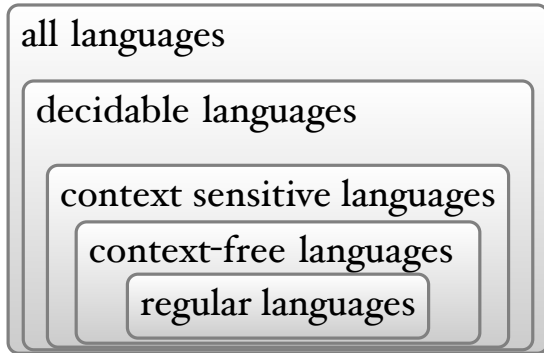 all languages
decidable languages
context sensitive languages
context-free languages
regular languages